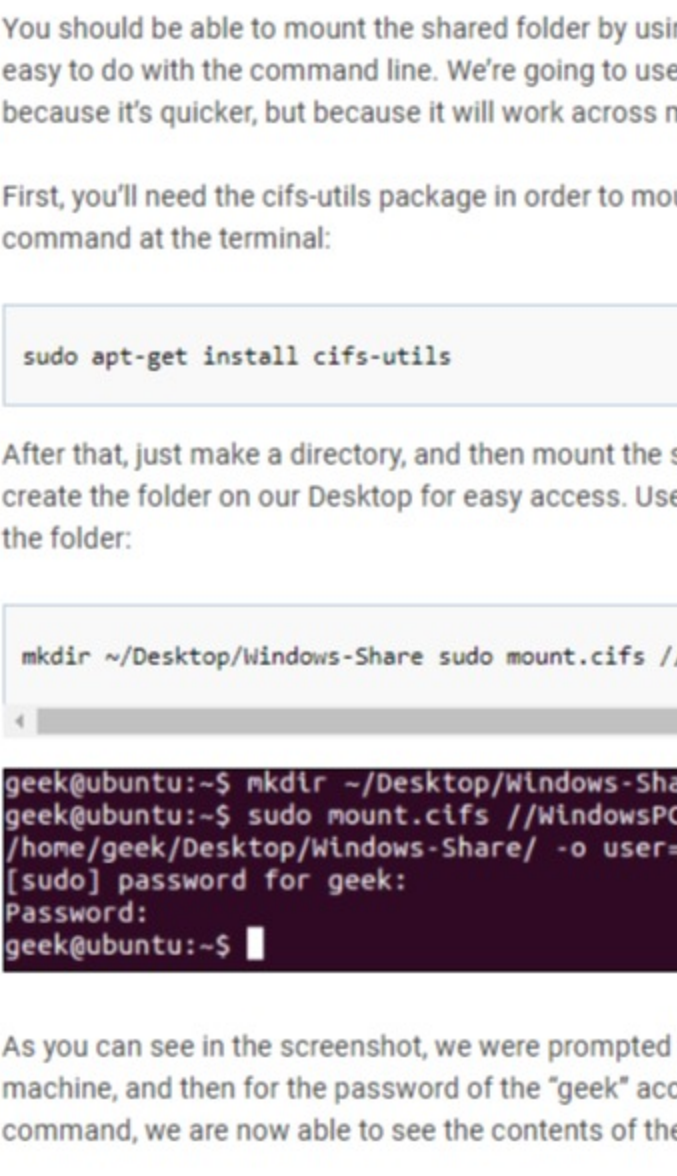 You should be able to mount the shared folder by usi
easy to do with the command line. We're going to use
because it's quicker, but because it will work across
First, you'll need the cifs-utils package in order to mou
command at the terminal:
sudo apt-get install cifs-utils
After that, just make a directory, and then mount the s
create the folder on our Desktop for easy access. Use
the folder:
mkdir ~/Desktop/Windows-Share sudo mount.cifs //
geek@ubuntu:~$ mkdir ~/Desktop/Windows-Sha
geek@ubuntu:~$ sudo mount.cifs //WindowsPC
/home/geek/Desktop/Windows-Share/ -o user=
[sudo] password for geek:
Password:
geek@ubuntu:~$
As you can see in the screenshot, we were prompted
machine, and then for the password of the "geek" acc
command, we are now able to see the contents of the